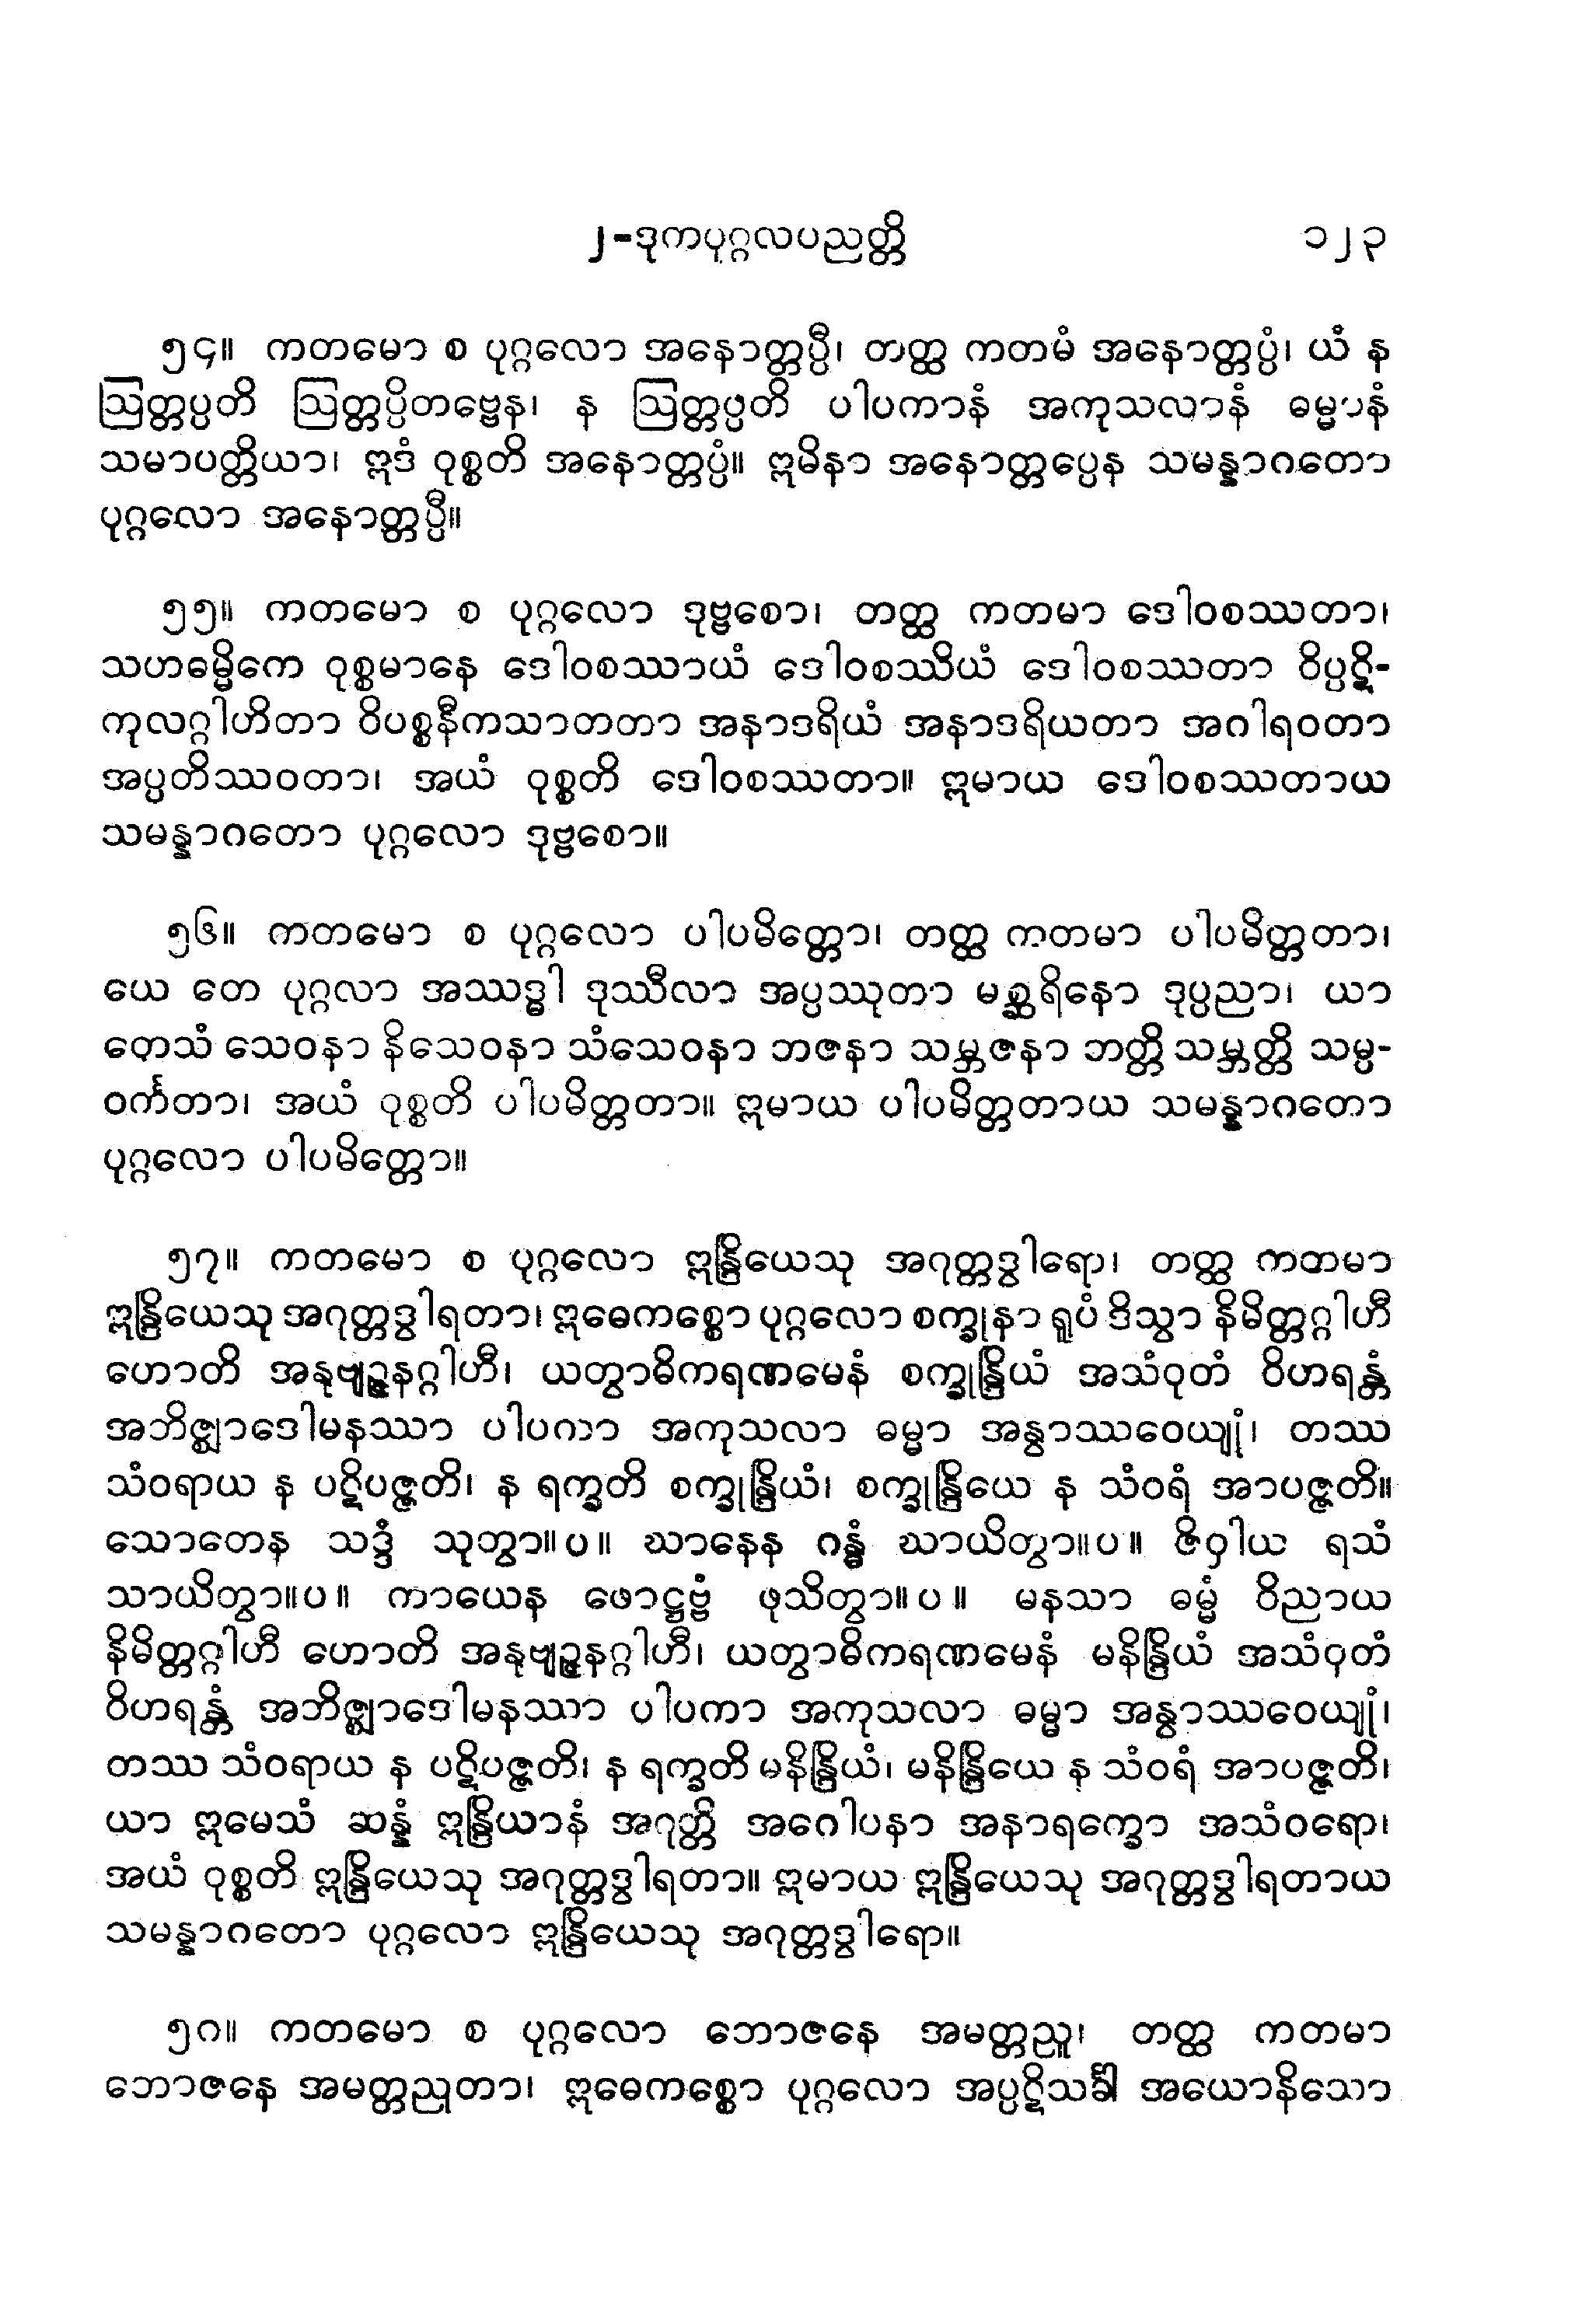 ၂-ဒုကပုဂ္ဂလပညတ္တိ ၁၂၃
၅၄။ ကတမော စ ပုဂ္ဂလော အနောတ္တပ္ပီ၊ တတ္ထ ကတမံ အနောတ္တပ္ပံ၊ ယံ န
ဩတ္တပ္ပတိ ဩတ္တပ္ပိတဗ္ဗေန၊ န ဩတ္တပ္ပတိ ပါပကာနံ အကုသလာနံ ဓမ္မာနံ
သမာပတ္တိယာ၊ ဣဒံ ဝုစ္စတိ အနောတ္တပ္ပံ။ ဣမိနာ အနောတ္တပ္ပေန သမန္နာဂတော
ပုဂ္ဂလော အနောတ္တပ္ပီ။
၅၅။ ကတမော စ ပုဂ္ဂလော ဒုဗ္ဗစော၊ တတ္ထ ကတမာ ဒေါဝစဿတာ၊
သဟဓမ္မိကေ ဝုစ္စမာနေ ဒေါဝစဿာယံ ဒေါဝစဿိယံ ဒေါဝစဿတာ ဝိပ္ပဋိ-
ကုလဂ္ဂါဟိတာ ဝိပစ္စနီကသာတတာ အနာဒရိယံ အနာဒရိယတာ အဂါရဝတာ
အပ္ပတိဿဝတာ၊ အယံ ဝုစ္စတိ ဒေါဝစဿတာ။ ဣမာယ ဒေါဝစဿတာယ
သမန္နာဂတော ပုဂ္ဂလော ဒုဗ္ဗစော။
၅၆။ ကတမော စ ပုဂ္ဂလော ပါပမိတ္တော၊ တတ္ထ ကတမာ ပါပမိတ္တတာ၊
ယေ တေ ပုဂ္ဂလာ အဿဒ္ဓါ ဒုဿီလာ အပ္ပဿုတာ မစ္ဆရိနော ဒုပ္ပညာ၊ ယာ
တေသံ သေဝနာ နိသေဝနာ သံသေဝနာ ဘဇနာ သမ္ဘဇနာ ဘတ္တိ သမ္ဘတ္တိ သမ္ပ-
ဝင်္ကတာ၊ အယံ ဝုစ္စတိ ပါပမိတ္တတာ။ ဣမာယ ပါပမိတ္တတာယ သမန္နာဂတော
ပုဂ္ဂလော ပါပမိတ္တော။
၅၇။ ကတမော စ ပုဂ္ဂလော ဣန္ဒြိယေသု အဂုတ္တဒွါရော၊ တတ္ထ ကတမာ
ဣန္ဒြိယေသု အဂုတ္တဒွါရတာ၊ ဣဓေကစ္စော ပုဂ္ဂလော စက္ခုနာ ရူပံ ဒိသွာ နိမိတ္တဂ္ဂါဟီ
ဟောတိ အနုဗျဉ္ဇနဂ္ဂါဟီ၊ ယတွာဓိကရဏမေနံ စက္ခုန္ဒြိယံ အသံဝုတံ ဝိဟရန္တံ
အဘိဇ္ဈာဒေါမနဿာ ပါပကာ အကုသလာ ဓမ္မာ အန္വာဿဝေယျုံ၊ တဿ
သံဝရာယ န ပဋိပဇ္ဇတိ၊ န ရက္ခတိ စက္ခုန္ဒြိယံ၊ စက္ခုန္ဒြိယေ န သံဝရံ အာပဇ္ဇတိ။
သောတေန သဒ္ဒံ သုတွာ။ပ။ ဃာနေန ဂန္ဓံ ဃာယိတွာ။ပ။ ဇိဝှါယ ရသံ
သာယိတွာ။ပ။ ကာယေန ဖောဋ္ဌဗ္ဗံ ဖုသိတွာ။ပ။ မနသာ ဓမ္မံ ဝိညာယ
နိမိတ္တဂ္ဂါဟီ ဟောတိ အနုဗျဉ္ဇနဂ္ဂါဟီ၊ ယတွာဓိကရဏမေနံ မနိန္ဒြိယံ အသံဝုတံ
ဝိဟရန္တံ အဘိဇ္ဈာဒေါမနဿာ ပါပကာ အကုသလာ ဓမ္မာ အန္വာဿဝေယျုံ၊
တဿ သံဝရာယ န ပဋိပဇ္ဇတိ၊ န ရက္ခတိ မနိန္ဒြိယံ၊ မနိန္ဒြိယေ န သံဝရံ အာပဇ္ဇတိ၊
ယာ ဣမေသံ ဆန္နံ ဣန္ဒြိယာနံ အဂုတ္တိ အဂေါပနာ အနာရက္ခော အသံဝရော၊
အယံ ဝုစ္စတိ ဣန္ဒြိယေသု အဂုတ္တဒွါရတာ။ ဣမာယ ဣန္ဒြိယေသု အဂုတ္တဒွါရတာယ
သမန္နာဂတော ပုဂ္ဂလော ဣန္ဒြိယေသု အဂုတ္တဒွါရော။
၅၈။ ကတမော စ ပုဂ္ဂလော ဘောဇနေ အမတ္တညူ၊ တတ္ထ ကတမာ
ဘောဇနေ အမတ္တညုတာ၊ ဣဓေကစ္စော ပုဂ္ဂလော အပ္ပဋိသင်္ခါ အယောနိသော